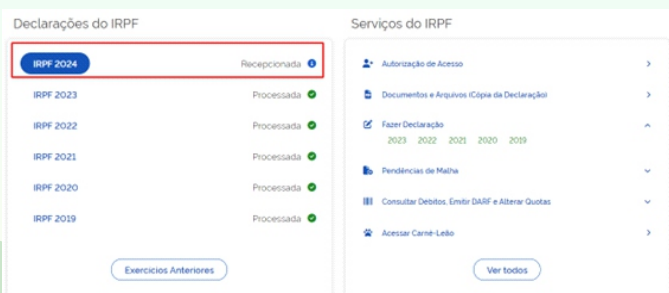 Declarações do IRPF
IRPF 2024 Recepcionada
IRPF 2023 Processada
IRPF 2022 Processada
IRPF 2021 Processada
IRPF 2020 Processada
IRPF 2019 Processada
Exercícios Anteriores
Serviços do IRPF
Autorização de Acesso
Documentos e Arquivos (Cópia da Declaração)
Fazer Declaração
2023 2022 2021 2020 2019
Pendências de Malha
Consultar Débitos, Emitir DARF e Alterar Quotas
Acessar Carnê-Leão
Ver todos